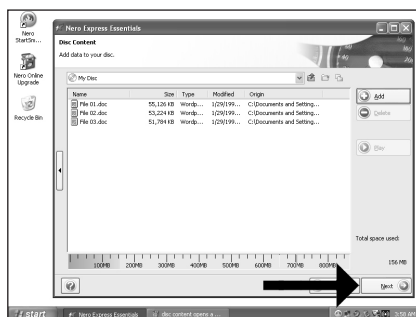 Nero Express Essentials
Nero
StartSm...
Nero Online
Upgrade
Recycle Bin
Disc Content
Add data to your disc.
My Disc
Name Size Type Modified Origin
File 01.doc 55,126 KB Wordp... 1/29/199... C:\Documents and Setting...
File 02.doc 53,224 KB Wordp... 1/29/199... C:\Documents and Setting...
File 03.doc 51,784 KB Wordp... 1/29/199... C:\Documents and Setting...
Add
Delete
Play
Total space used:
156 MB
100MB 200MB 300MB 400MB 500MB 600MB 700MB 800MB
Next
start Nero Express Essentials disc content opens a ... 3:58 AM